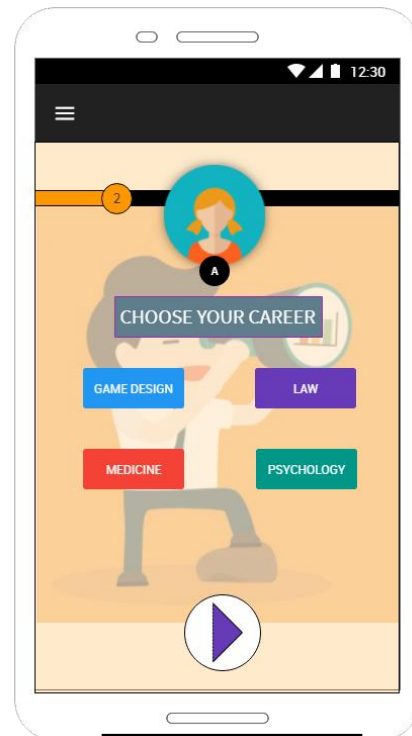 12:30
2
A
CHOOSE YOUR CAREER
GAME DESIGN
LAW
MEDICINE
PSYCHOLOGY